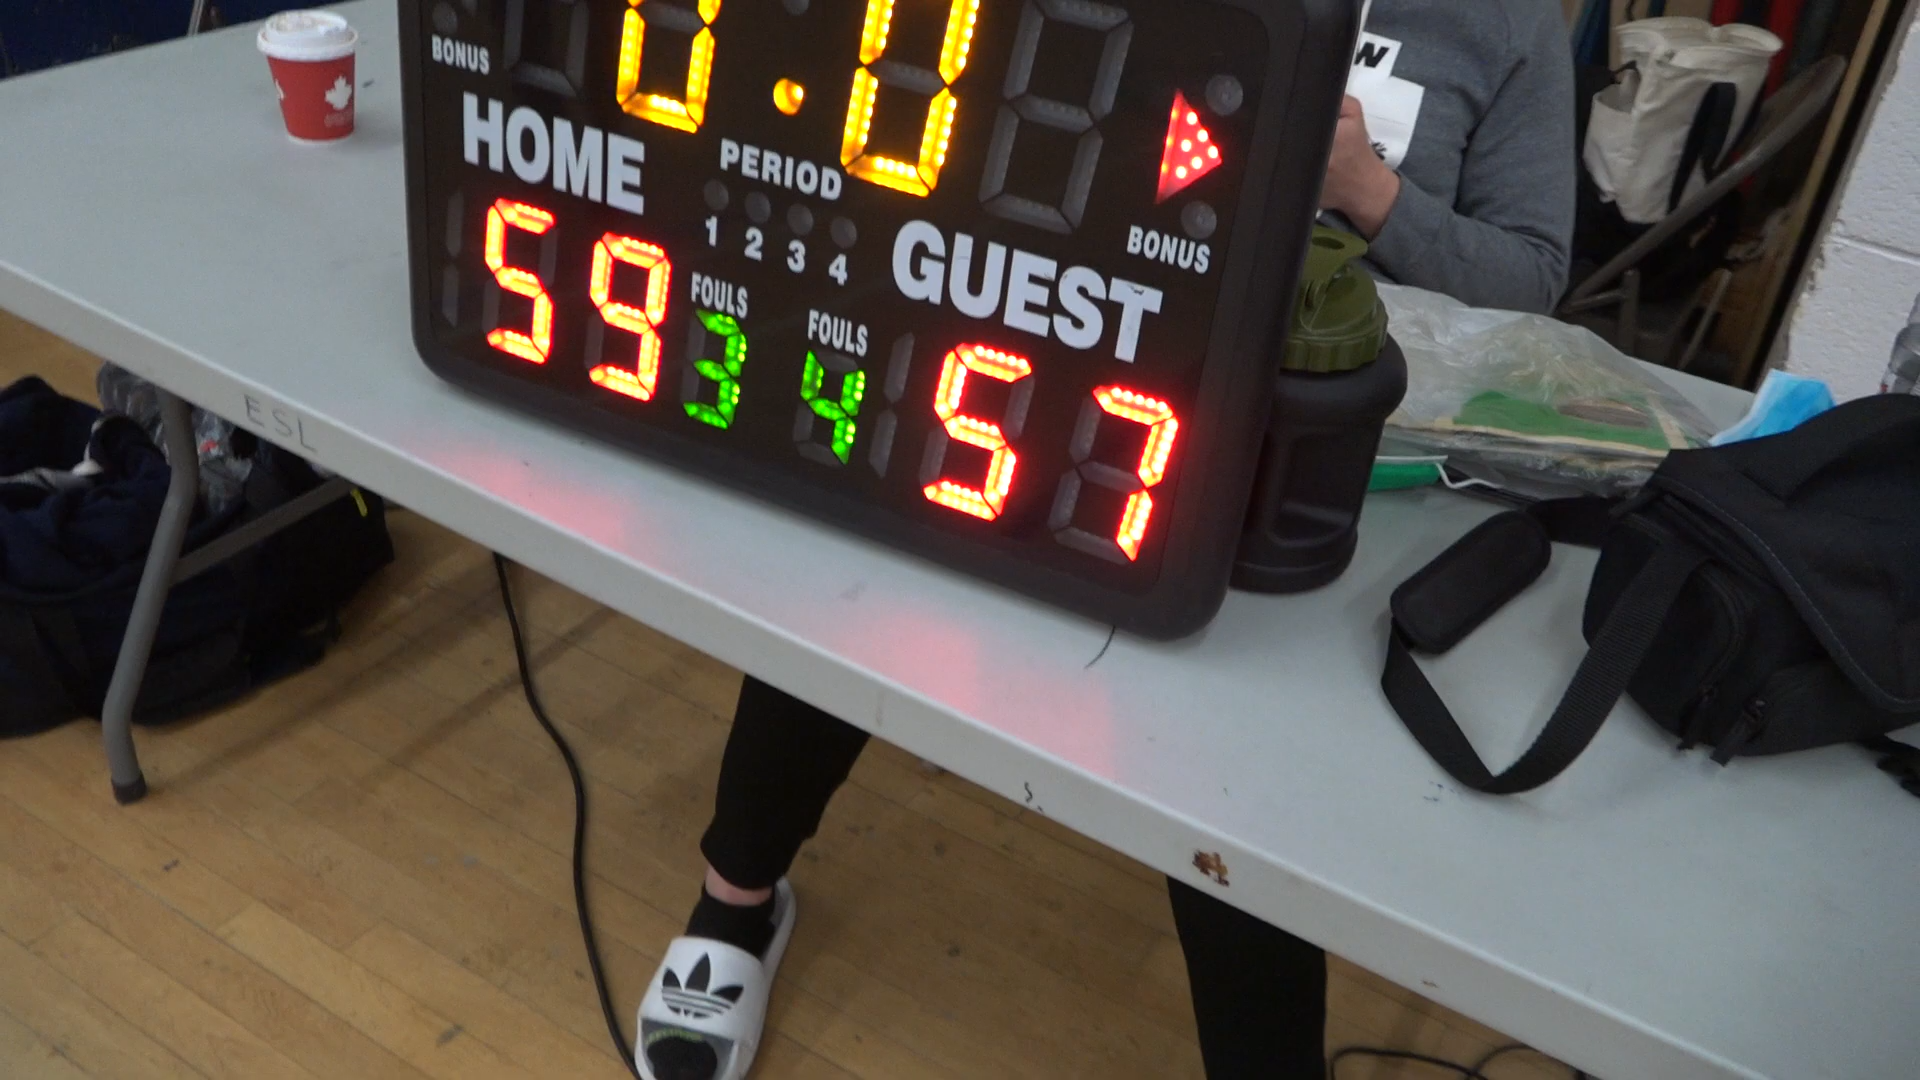 W
BONUS
0.0
HOME
PERIOD
1 2 3 4
GUEST
BONUS
59
FOULS
3
FOULS
4
57
ESL